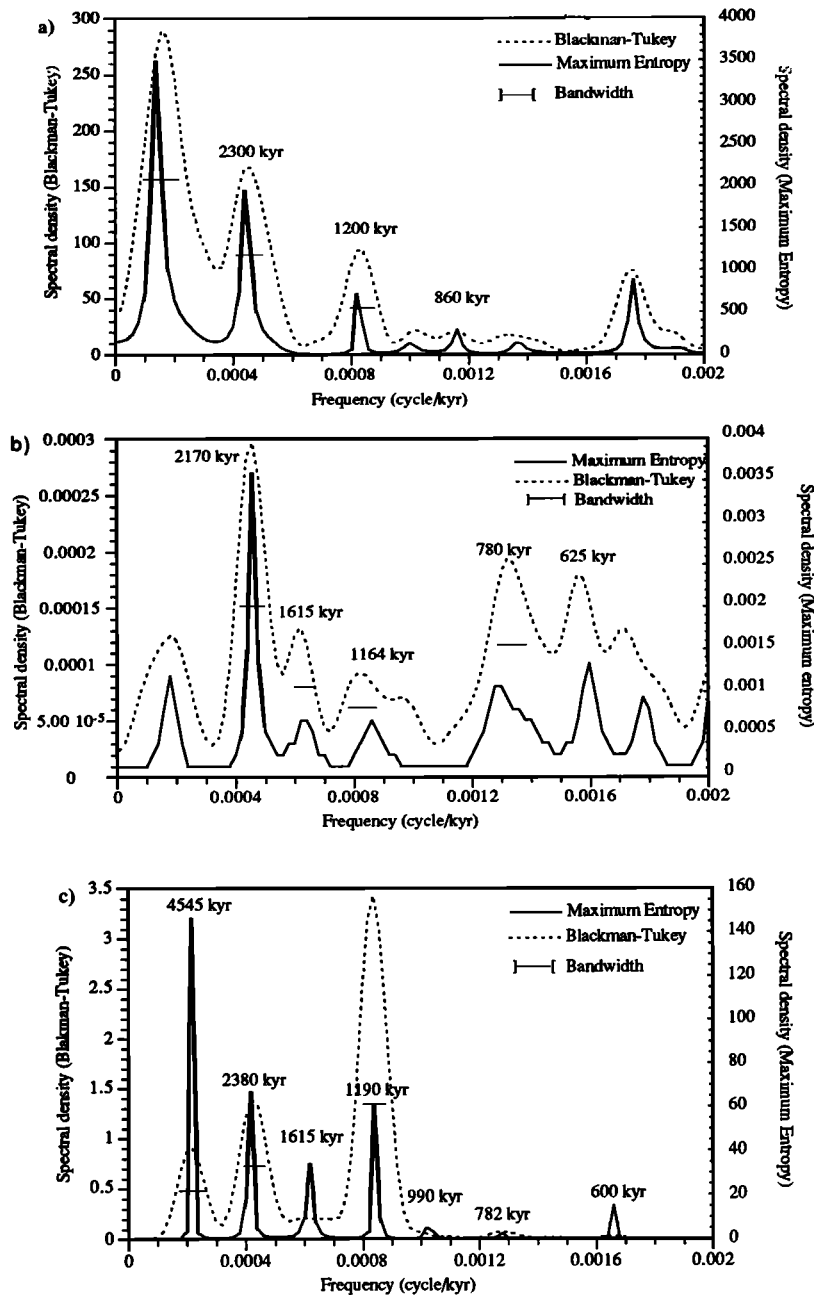 a)
Blackman-Tukey
Maximum Entropy
Bandwidth
Spectral density (Blackman-Tukey)
Spectral density (Maximum Entropy)
300
250
200
150
100
50
0
4000
3500
3000
2500
2000
1500
1000
500
0
2300 kyr
1200 kyr
860 kyr
0
0.0004
0.0008
0.0012
0.0016
0.002
Frequency (cycle/kyr)
b)
Maximum Entropy
Blackman-Tukey
Bandwidth
Spectral density (Blackman-Tukey)
Spectral density (Maximum entropy)
0.0003
0.00025
0.0002
0.00015
0.0001
5.00 10-5
0
0.004
0.0035
0.003
0.0025
0.002
0.0015
0.001
0.0005
0
2170 kyr
1615 kyr
1164 kyr
780 kyr
625 kyr
0
0.0004
0.0008
0.0012
0.0016
0.002
Frequency (cycle/kyr)
c)
Maximum Entropy
Blackman-Tukey
Bandwidth
Spectral density (Blakman-Tukey)
Spectral density (Maximum Entropy)
3.5
3
2.5
2
1.5
1
0.5
0
160
140
120
100
80
60
40
20
0
4545 kyr
2380 kyr
1615 kyr
1190 kyr
990 kyr
782 kyr
600 kyr
0
0.0004
0.0008
0.0012
0.0016
0.002
Frequency (cycle/kyr)